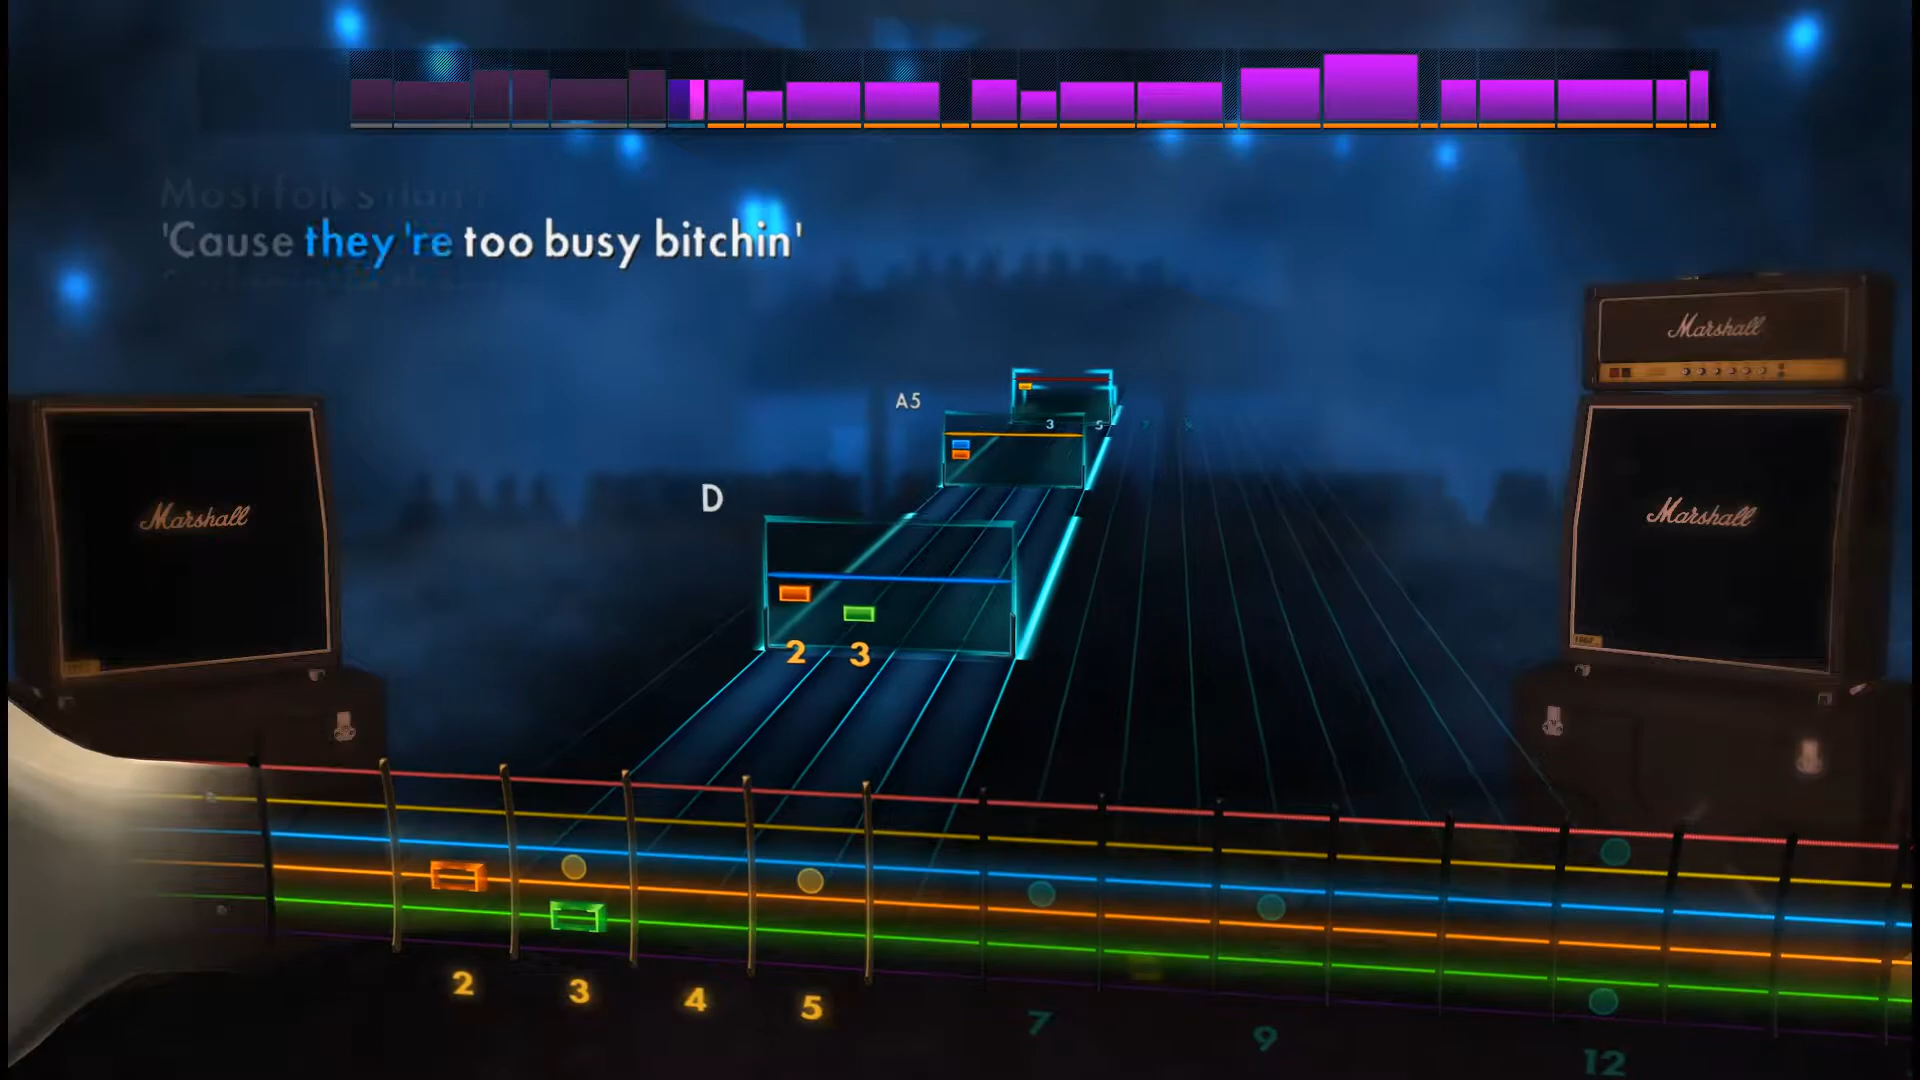 'Cause they're too busy bitchin'
Marshall
A5
3 5
D
Marshall
Marshall
2 3
2 3 4 5 7 9 12